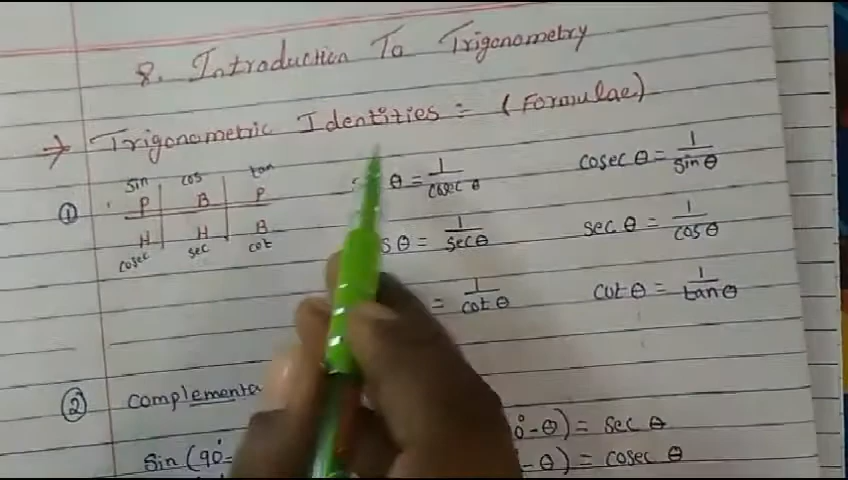 8. Introduction To Trigonometry
→ Trigonometric Identities :- (Formulae)
① sin cos tan
P B P
H H B
cosec sec cot
θ = 1/cosec θ cosec θ = 1/sin θ
sθ = 1/sec θ sec θ = 1/cos θ
= 1/cot θ cot θ = 1/tan θ
② complementa
0° - θ) = sec θ
sin (90° - - θ) = cosec θ